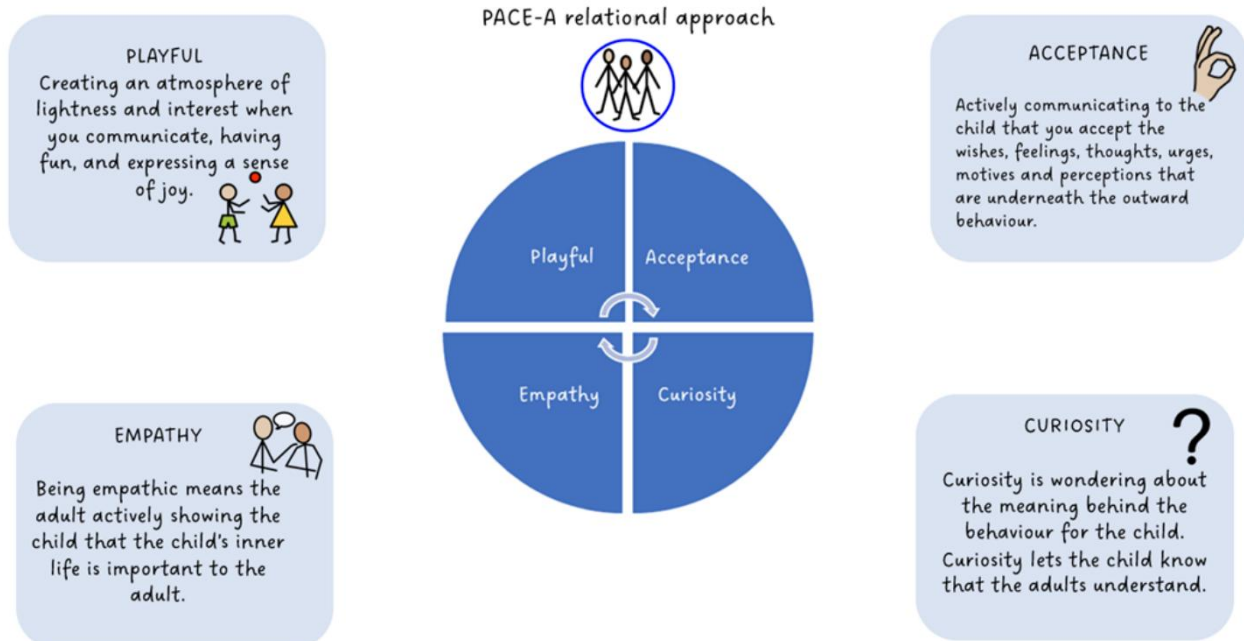 PACE-A relational approach
PLAYFUL
Creating an atmosphere of
lightness and interest when
you communicate, having
fun, and expressing a sense
of joy.
ACCEPTANCE
Actively communicating to the
child that you accept the
wishes, feelings, thoughts, urges,
motives and perceptions that
are underneath the outward
behaviour.
Playful
Acceptance
Empathy
Curiosity
EMPATHY
Being empathic means the
adult actively showing the
child that the child's inner
life is important to the
adult.
CURIOSITY
?
Curiosity is wondering about
the meaning behind the
behaviour for the child.
Curiosity lets the child know
that the adults understand.